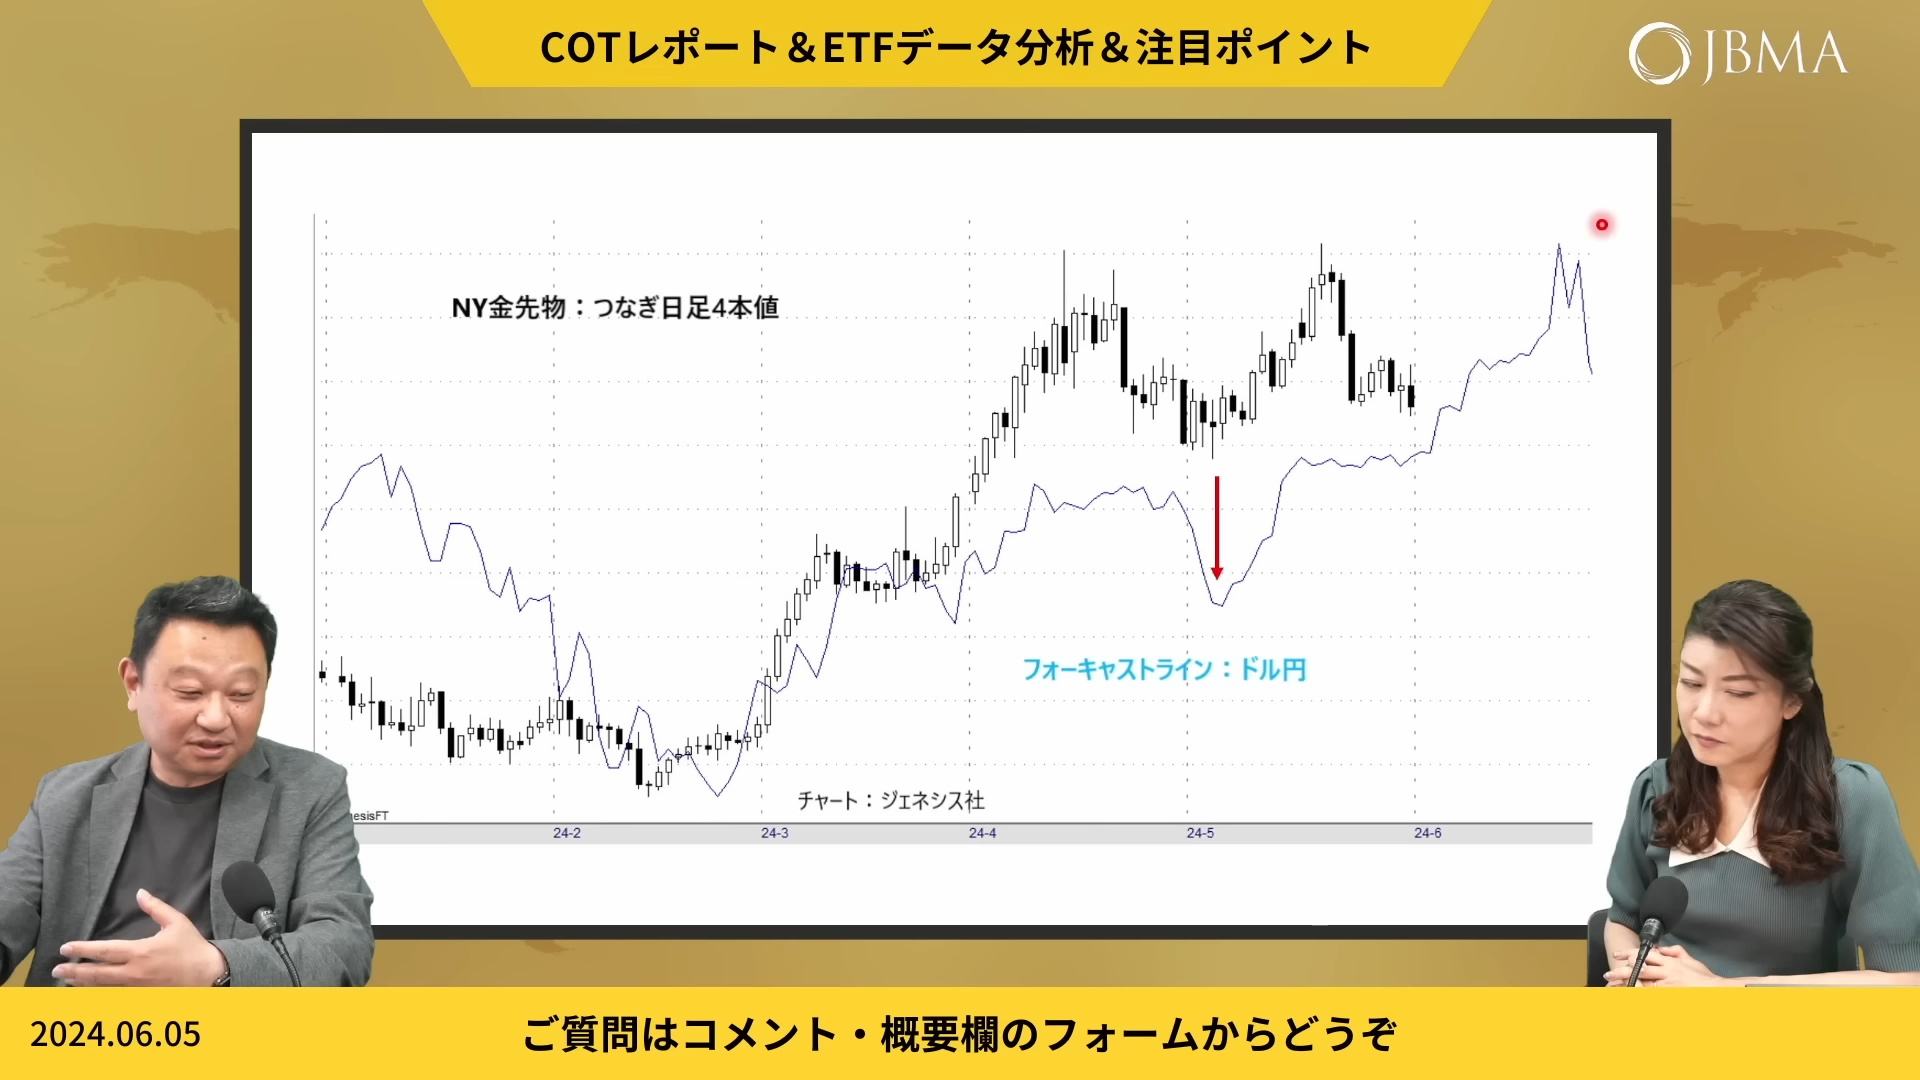 COTレポート＆ETFデータ分析＆注目ポイント
JBMA
NY金先物：つなぎ日足4本値
フォーキャストライン：ドル円
チャート：ジェネシス社
esisFT
24-2 24-3 24-4 24-5 24-6
2024.06.05
ご質問はコメント・概要欄のフォームからどうぞ